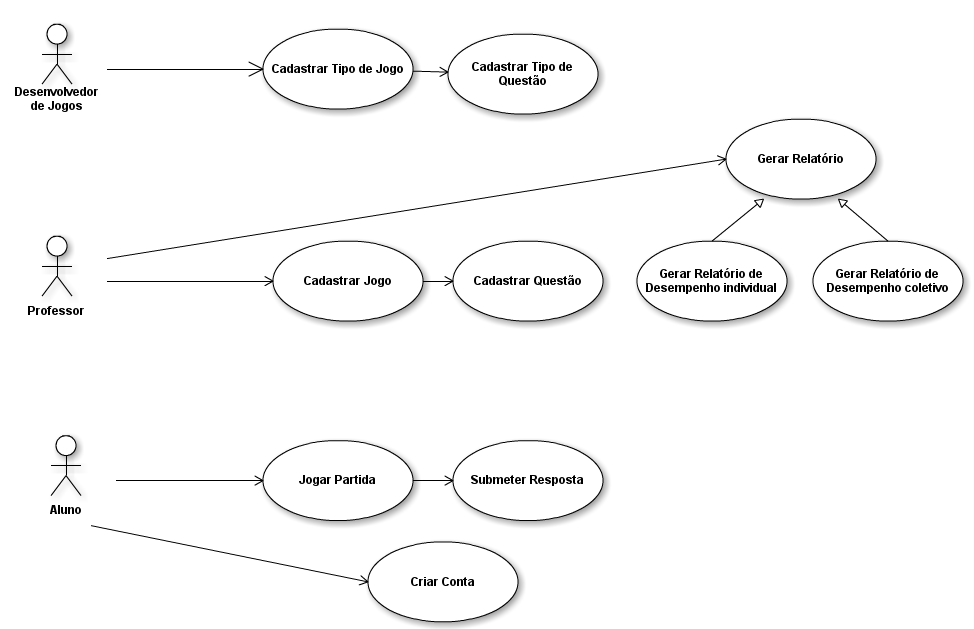 Desenvolvedor
de Jogos
Cadastrar Tipo de Jogo
Cadastrar Tipo de
Questão
Gerar Relatório
Professor
Cadastrar Jogo
Cadastrar Questão
Gerar Relatório de
Desempenho individual
Gerar Relatório de
Desempenho coletivo
Aluno
Jogar Partida
Submeter Resposta
Criar Conta